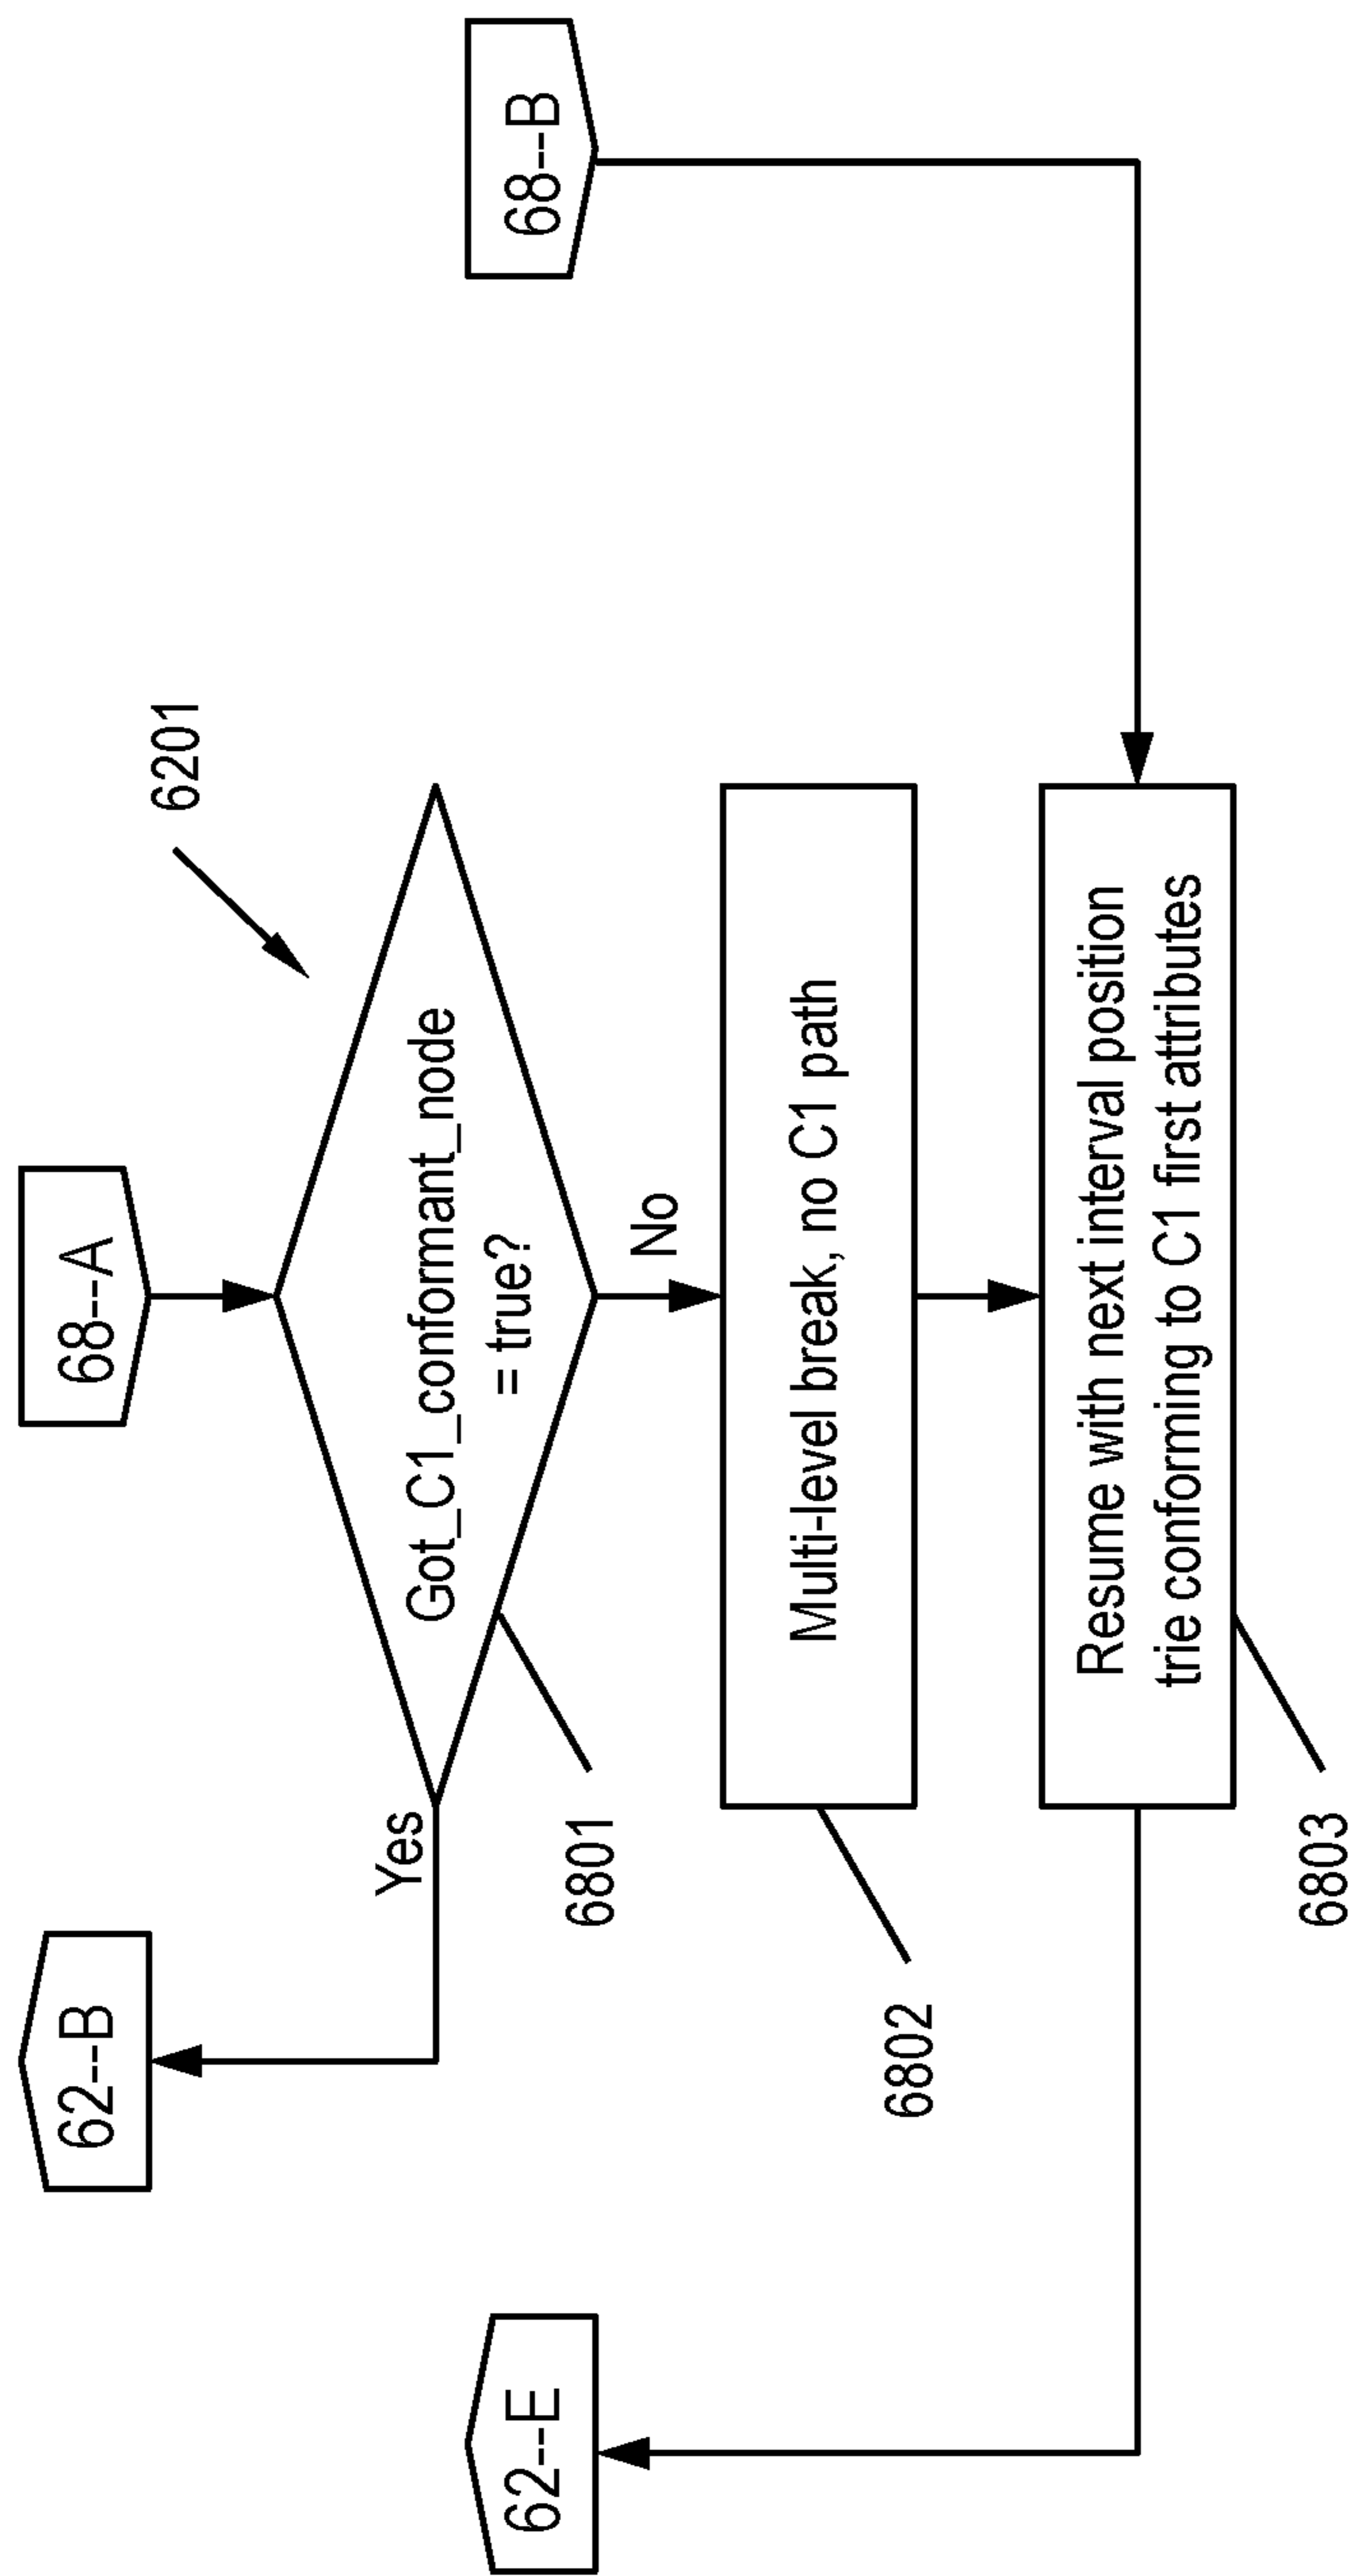 62--B
68--A
6201
62--E
68--B
Yes
Got_C1_conformant_node
= true?
6801
No
Multi-level break, no C1 path
6802
Resume with next interval position
trie conforming to C1 first attributes
6803